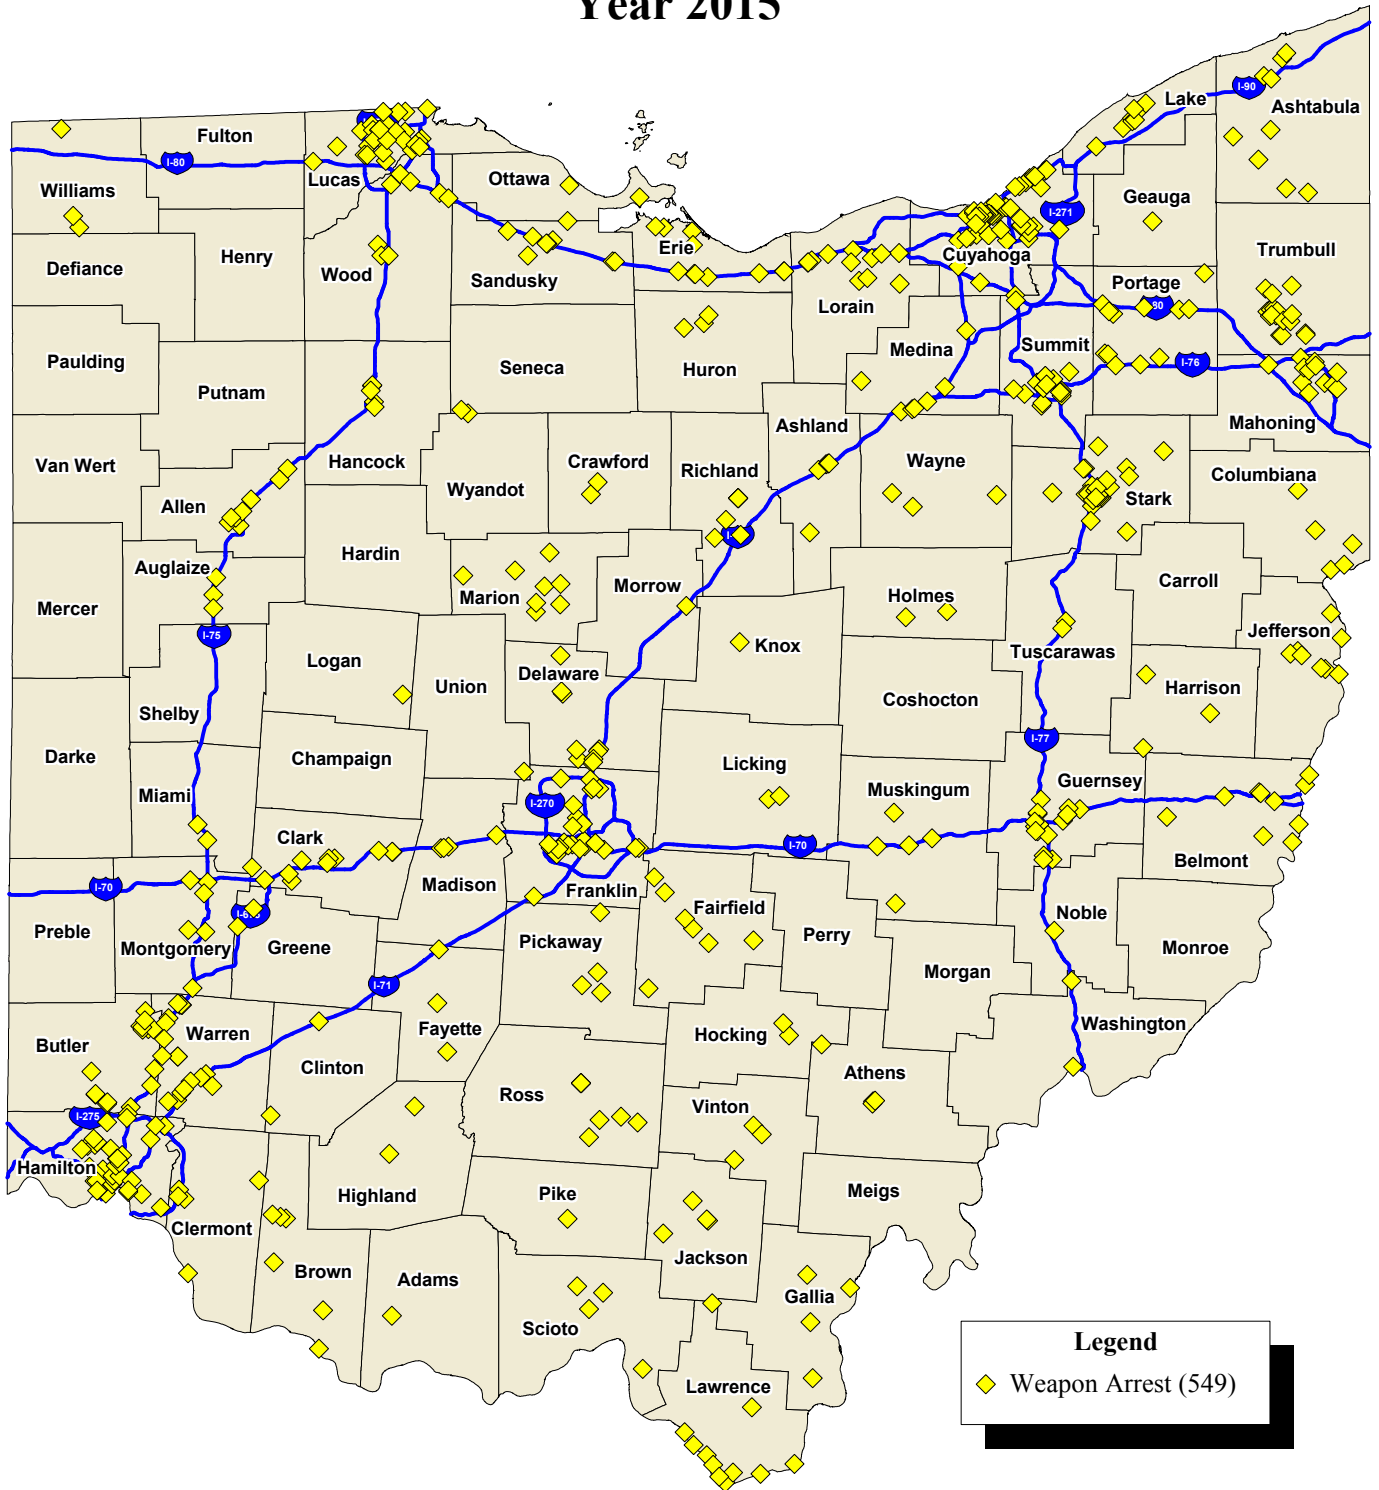 Year 2015
I-90
Lake
Ashtabula
Fulton
I-80
Lucas
Ottawa
Williams
Geauga
I-271
Erie
Trumbull
Henry
Wood
Defiance
Sandusky
Cuyahoga
Portage
80
Lorain
Medina
Summit
I-76
Paulding
Seneca
Huron
Putnam
Ashland
Mahoning
Van Wert
Hancock
Crawford
Richland
Wayne
Columbiana
Wyandot
Allen
Stark
Hardin
Auglaize
Morrow
Carroll
Mercer
Marion
Holmes
I-75
Knox
Jefferson
Logan
Tuscarawas
Union
Delaware
Harrison
Coshocton
Shelby
I-77
Darke
Champaign
Licking
Guernsey
Miami
Muskingum
I-270
Clark
I-70
Belmont
I-70
Madison
Franklin
Fairfield
Noble
Preble
Montgomery
Greene
Pickaway
Perry
Monroe
Morgan
I-71
Warren
Fayette
Hocking
Washington
Butler
Clinton
Athens
Ross
Vinton
I-275
Hamilton
Highland
Pike
Meigs
Clermont
Jackson
Brown
Adams
Gallia
Scioto
Lawrence
Legend
Weapon Arrest (549)